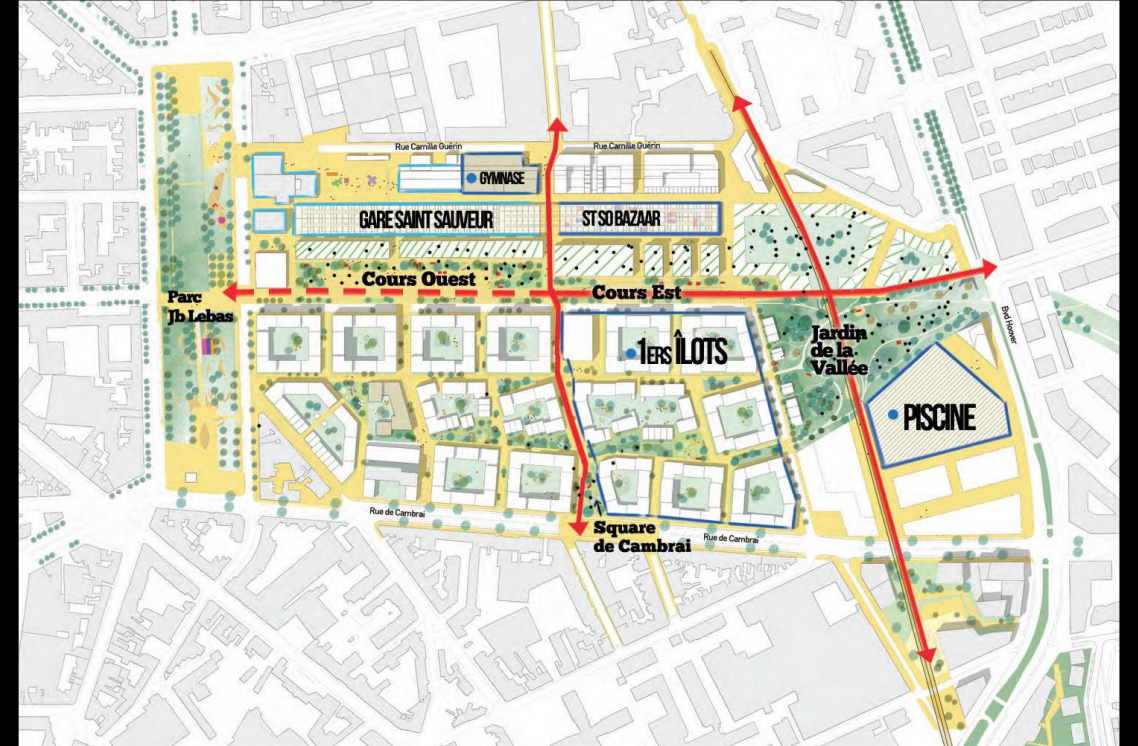 Rue Camille Guérin
Rue Camille Guérin
GYMNASE
GARE SAINT SAUVEUR
ST SO BAZAAR
Cours Oüest
Cours Est
Parc
Jb Lebas
Bvd Hoover
1ERS ÎLOTS
Jardin
de la
Vallée
PISCINE
Square
de Cambrai
Rue de Cambrai
Rue de Cambrai